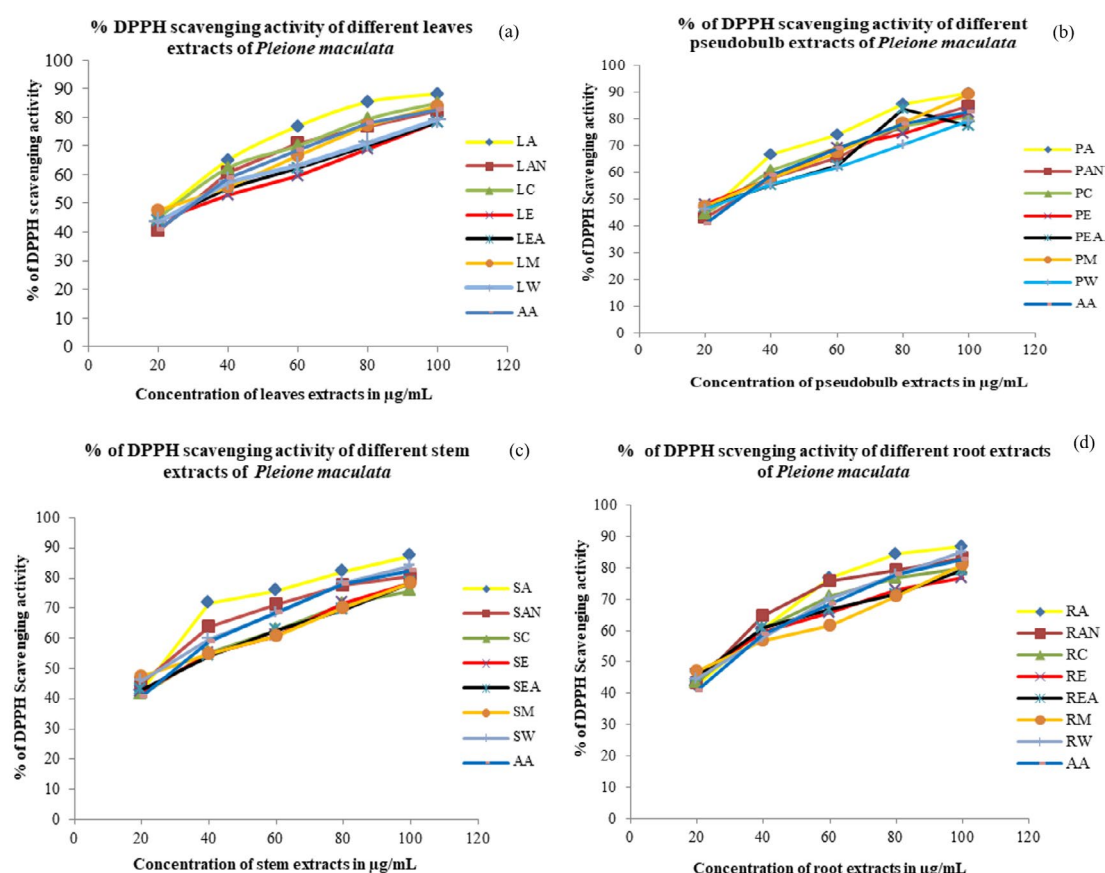 % DPPH scavenging activity of different leaves
extracts of Pleione maculata
(a)
% of DPPH scavenging activity
100
90
80
70
60
50
40
30
20
10
0
0 20 40 60 80 100 120
Concentration of leaves extracts in µg/mL
LA
LAN
LC
LE
LEA
LM
LW
AA
% of DPPH scavenging activity of different
pseudobulb extracts of Pleione maculata
(b)
% of DPPH Scavenging activity
100
90
80
70
60
50
40
30
20
10
0
0 20 40 60 80 100 120
Concentration of pseudobulb extracts in µg/mL
PA
PAN
PC
PE
PEA
PM
PW
AA
% of DPPH scavenging activity of different stem
extracts of Pleione maculata
(c)
% of DPPH Scavenging activity
100
90
80
70
60
50
40
30
20
10
0
0 20 40 60 80 100 120
Concentration of stem extracts in µg/mL
SA
SAN
SC
SE
SEA
SM
SW
AA
% of DPPH scvenging activity of different root extracts
of Pleione maculata
(d)
% of DPPH Scavenging activity
100
90
80
70
60
50
40
30
20
10
0
0 20 40 60 80 100 120
Concentration of root extracts in µg/mL
RA
RAN
RC
RE
REA
RM
RW
AA